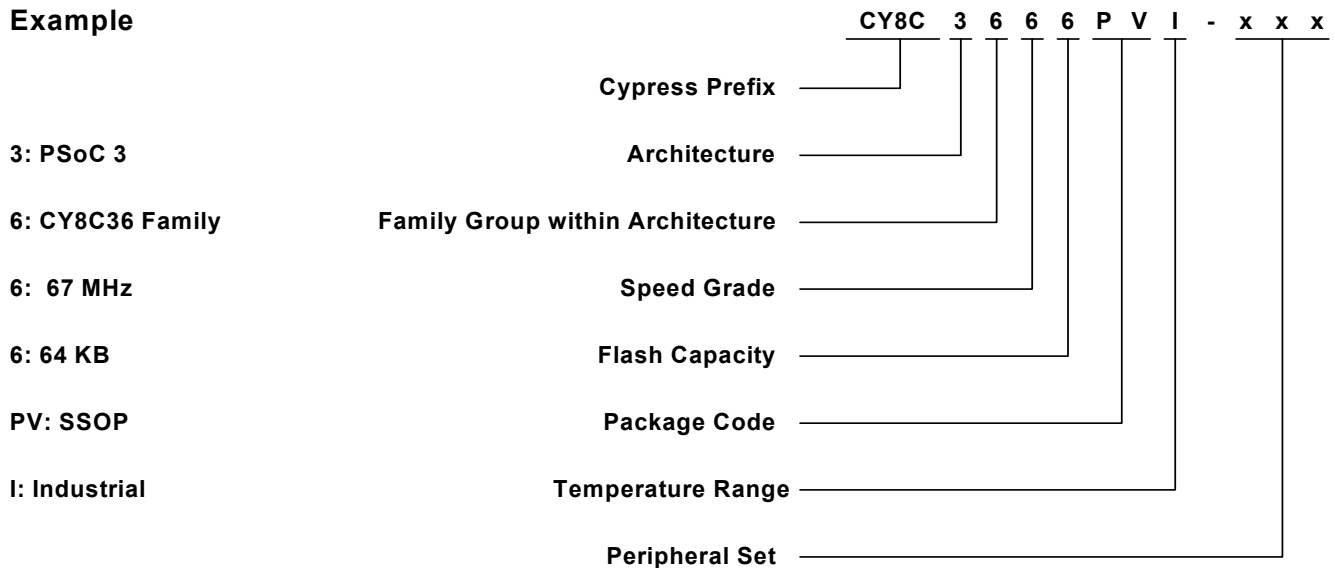 Example CY8C 3 6 6 6 P V I - x x x
Cypress Prefix
3: PSoC 3 Architecture
6: CY8C36 Family Family Group within Architecture
6: 67 MHz Speed Grade
6: 64 KB Flash Capacity
PV: SSOP Package Code
I: Industrial Temperature Range
Peripheral Set